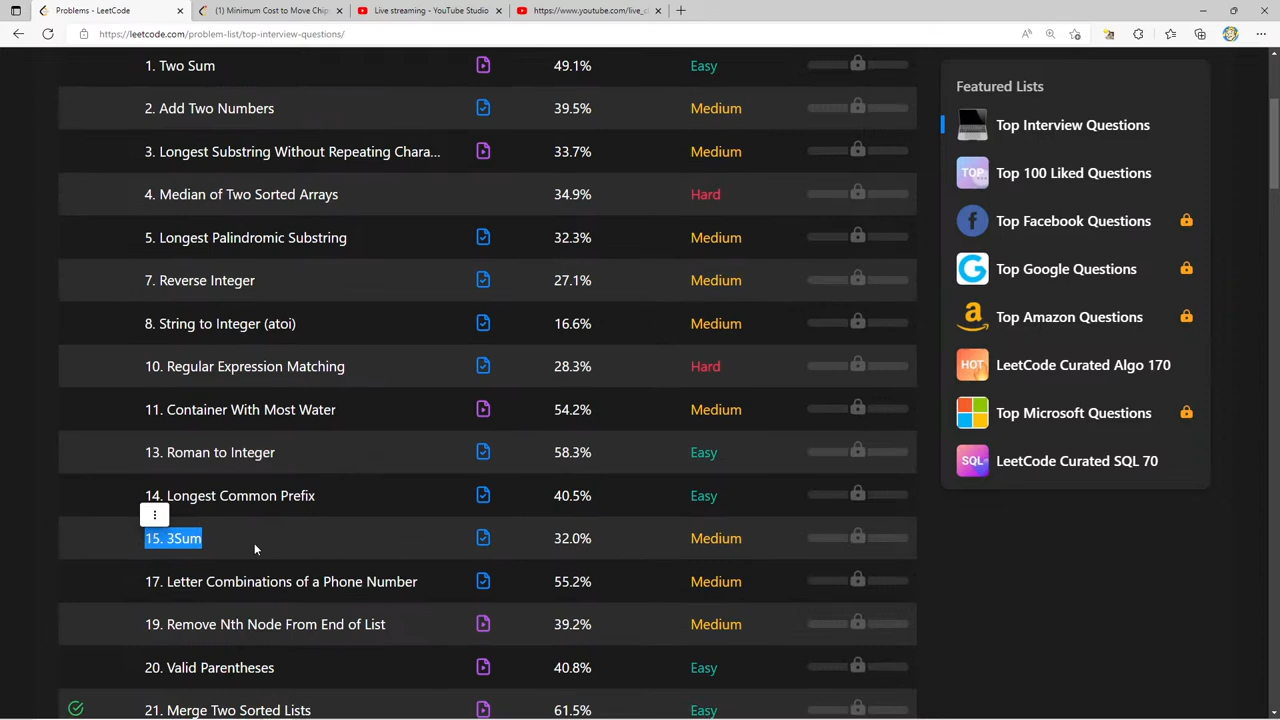 Problems - LeetCode
(1) Minimum Cost to Move Chip
Live streaming - YouTube Studio
https://www.youtube.com/live_c
https://leetcode.com/problem-list/top-interview-questions/
1. Two Sum 49.1% Easy
2. Add Two Numbers 39.5% Medium
3. Longest Substring Without Repeating Chara... 33.7% Medium
4. Median of Two Sorted Arrays 34.9% Hard
5. Longest Palindromic Substring 32.3% Medium
7. Reverse Integer 27.1% Medium
8. String to Integer (atoi) 16.6% Medium
10. Regular Expression Matching 28.3% Hard
11. Container With Most Water 54.2% Medium
13. Roman to Integer 58.3% Easy
14. Longest Common Prefix 40.5% Easy
15. 3Sum 32.0% Medium
17. Letter Combinations of a Phone Number 55.2% Medium
19. Remove Nth Node From End of List 39.2% Medium
20. Valid Parentheses 40.8% Easy
21. Merge Two Sorted Lists 61.5% Easy
Featured Lists
Top Interview Questions
TOP Top 100 Liked Questions
Top Facebook Questions
Top Google Questions
Top Amazon Questions
HOT LeetCode Curated Algo 170
Top Microsoft Questions
SQL LeetCode Curated SQL 70